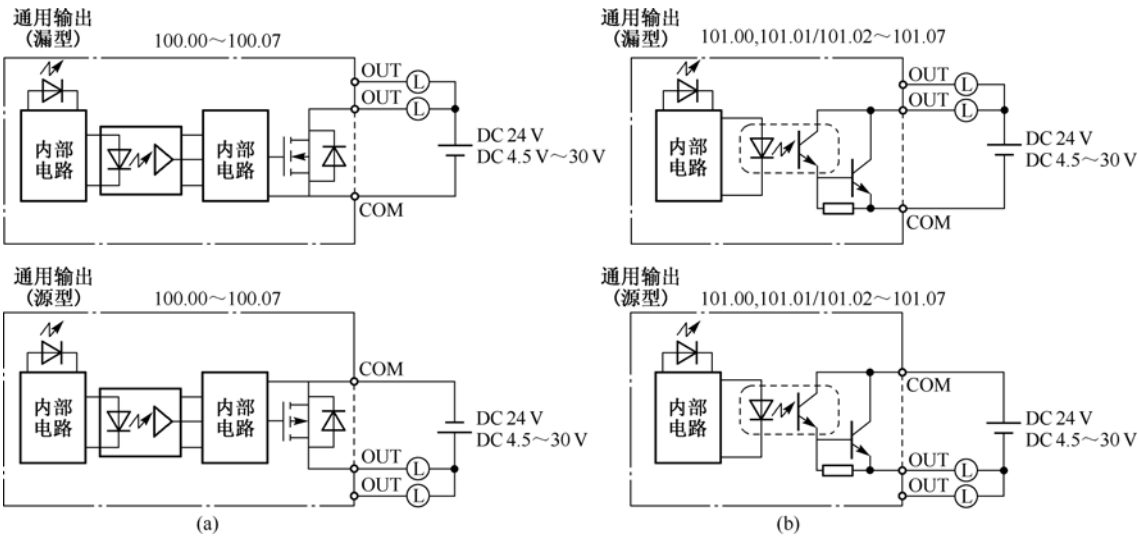 通用输出
(漏型)
100.00～100.07
OUT
L
OUT
L
内部
电路
内部
电路
DC 24 V
DC 4.5 V～30 V
COM
通用输出
(漏型)
101.00,101.01/101.02～101.07
OUT
L
OUT
L
内部
电路
DC 24 V
DC 4.5～30 V
COM
通用输出
(源型)
100.00～100.07
COM
内部
电路
内部
电路
DC 24 V
DC 4.5～30 V
OUT
L
OUT
L
(a)
通用输出
(源型)
101.00,101.01/101.02～101.07
COM
内部
电路
DC 24 V
DC 4.5～30 V
OUT
L
OUT
L
(b)